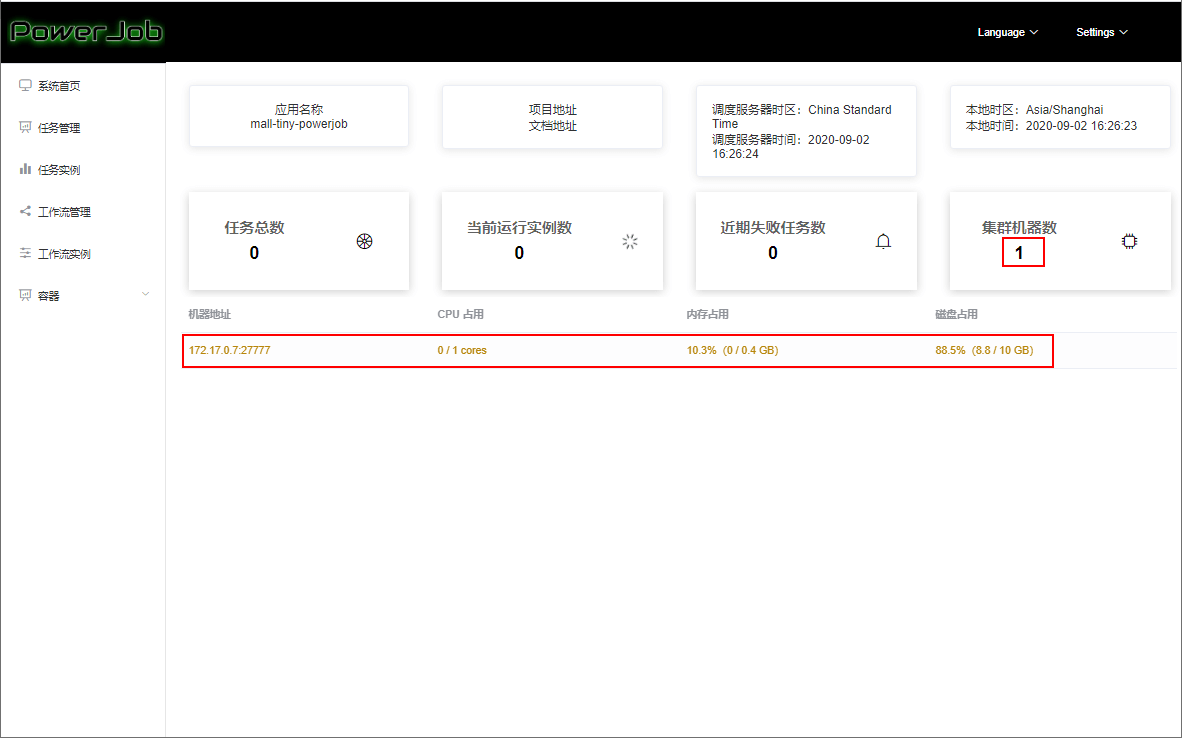 PowerJob
Language
Settings
系统首页
任务管理
任务实例
工作流管理
工作流实例
容器
应用名称
mall-tiny-powerjob
项目地址
文档地址
调度服务器时区：China Standard
Time
调度服务器时间：2020-09-02
16:26:24
本地时区：Asia/Shanghai
本地时间：2020-09-02 16:26:23
任务总数
0
当前运行实例数
0
近期失败任务数
0
集群机器数
1
机器地址 CPU 占用 内存占用 磁盘占用
172.17.0.7:27777 0 / 1 cores 10.3% (0 / 0.4 GB) 88.5% (8.8 / 10 GB)